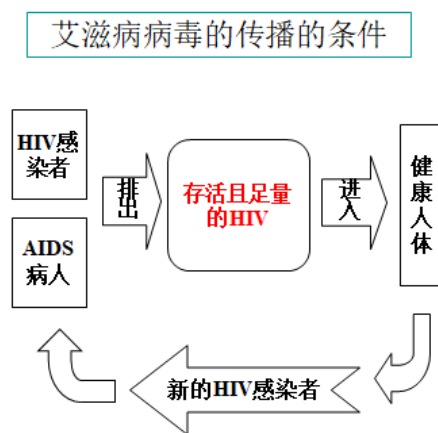 艾滋病病毒的传播的条件
HIV感
染者
AIDS
病人
排出
存活且足量
的HIV
进入
健康人体
新的HIV感染者